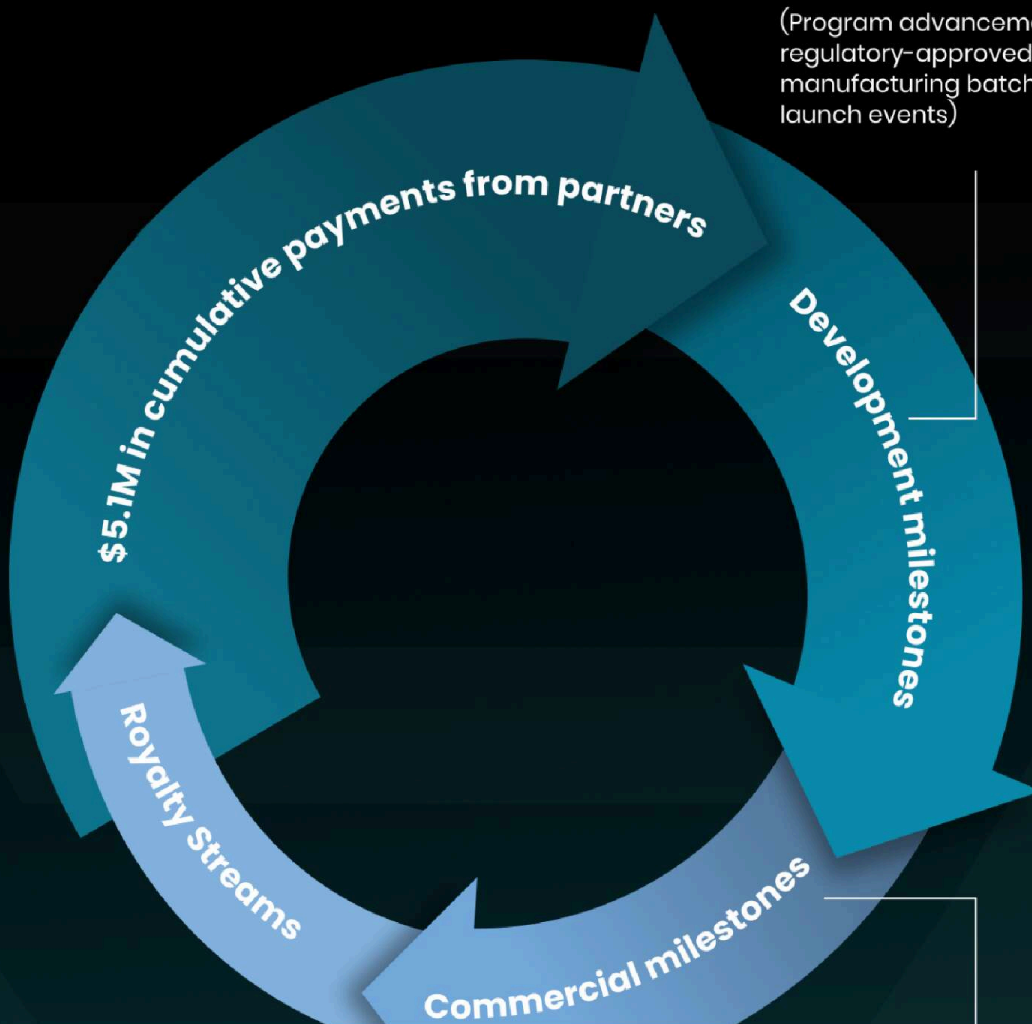 (Program advanceme
regulatory-approved
manufacturing batch
launch events)
$5.1M in cumulative payments from partners
Development milestones
Commercial milestones
Royalty Streams